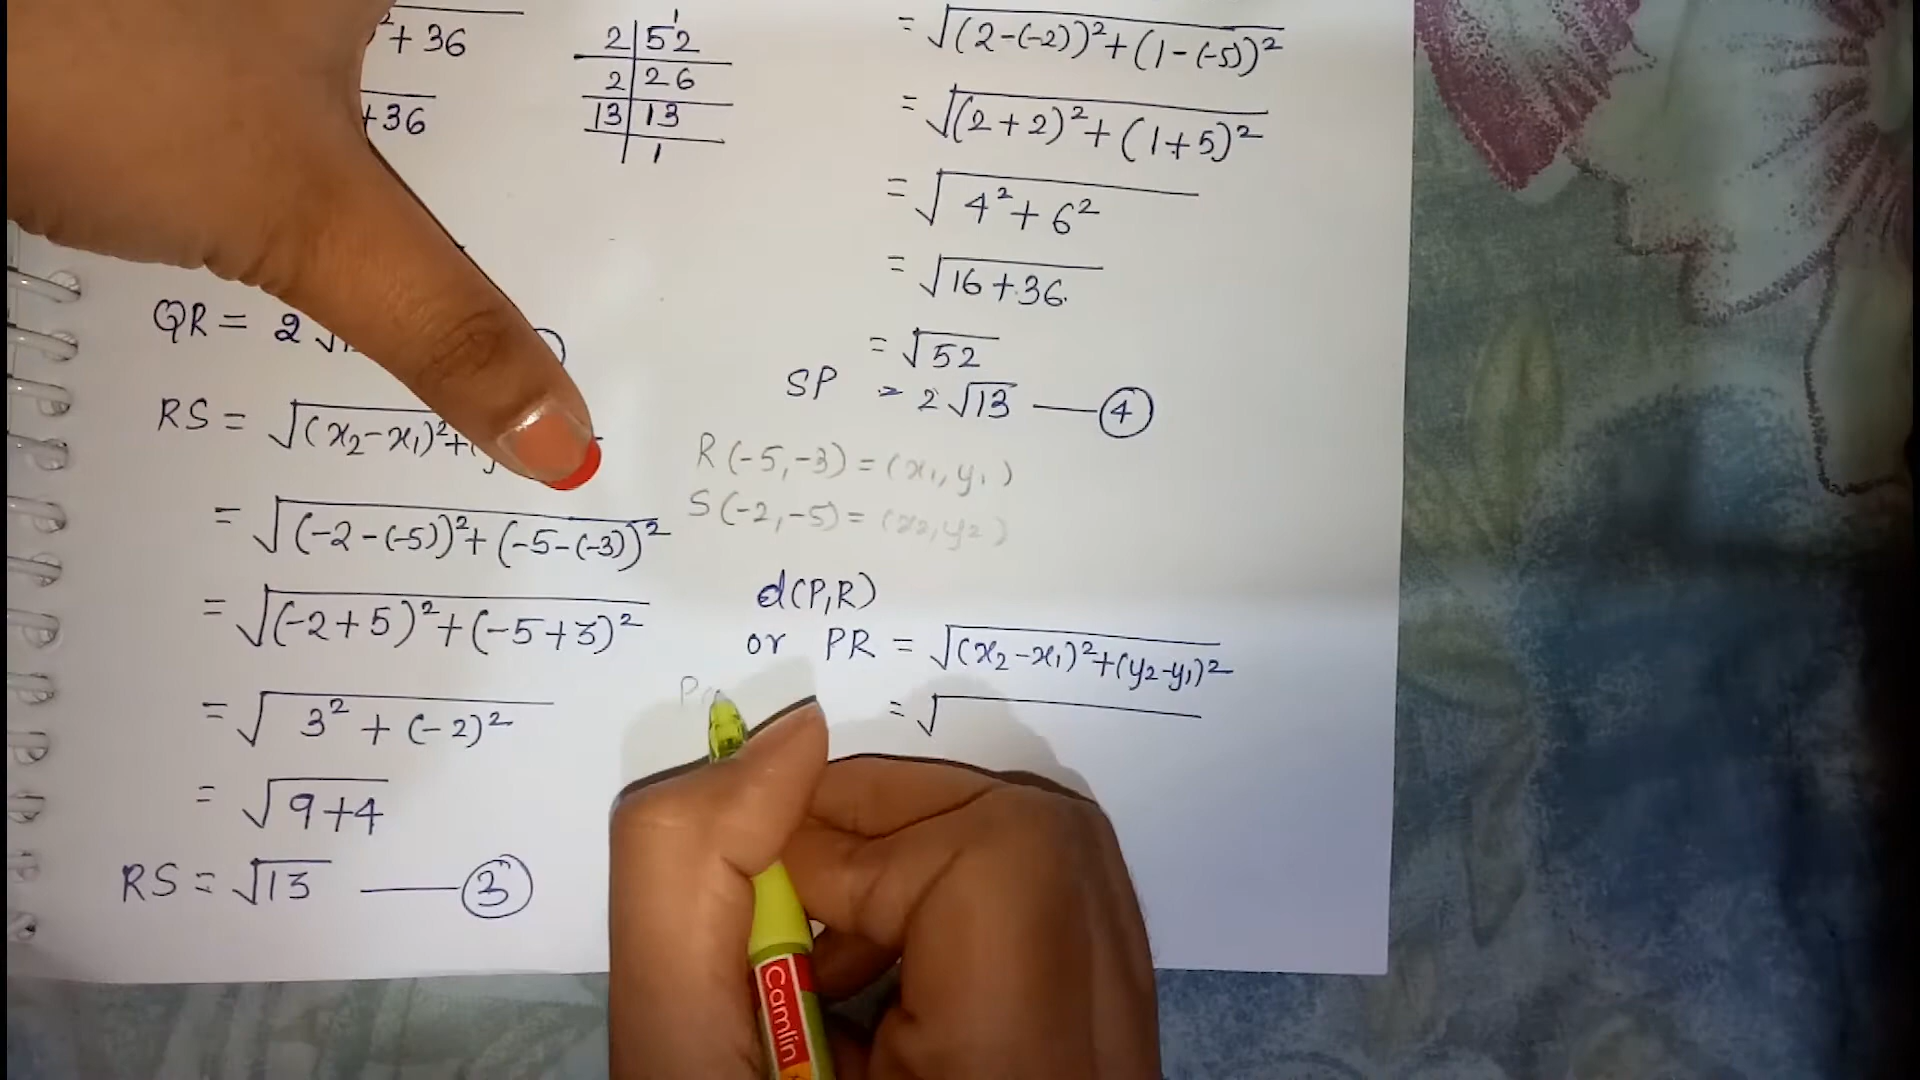 ² + 36
+36
2 | 52
2 | 26
13 | 13
1
QR = 2 √
RS = √(x₂-x₁)²+(y
= √(-2-(-5))²+(-5-(-3))²
= √(-2+5)²+(-5+3)²
= √3²+(-2)²
= √9+4
RS = √13 — ③
= √(2-(-2))²+(1-(-5))²
= √(2+2)²+(1+5)²
= √4²+6²
= √16+36
= √52
SP = 2√13 — ④
R(-5,-3) = (x₁,y₁)
S(-2,-5) = (x₂,y₂)
d(P,R)
or PR = √(x₂-x₁)²+(y₂-y₁)²
P(
= √
Camlin